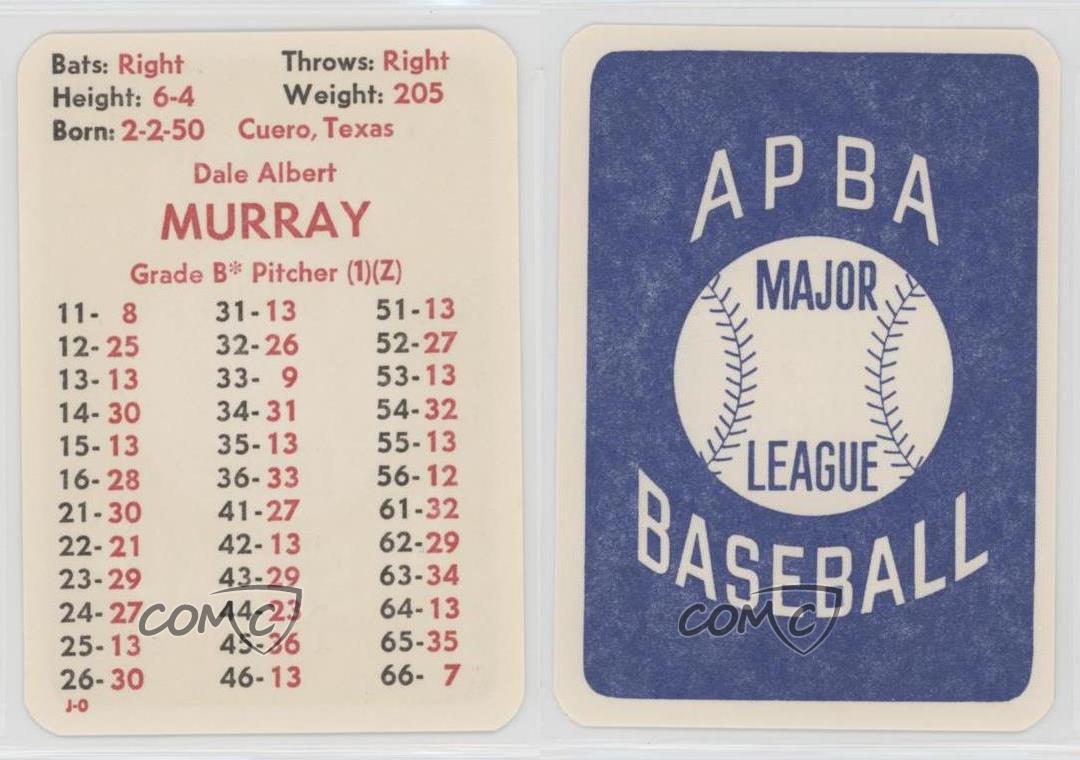 Bats: Right Throws: Right
Height: 6-4 Weight: 205
Born: 2-2-50 Cuero, Texas
Dale Albert
MURRAY
Grade B* Pitcher (1)(Z)
11- 8 31-13 51-13
12-25 32-26 52-27
13-13 33- 9 53-13
14-30 34-31 54-32
15-13 35-13 55-13
16-28 36-33 56-12
21-30 41-27 61-32
22-21 42-13 62-29
23-29 43-29 63-34
24-27 44-23 64-13
25-13 45-36 65-35
26-30 46-13 66- 7
J-0
COMC
APBA
MAJOR
LEAGUE
BASEBALL
COMC